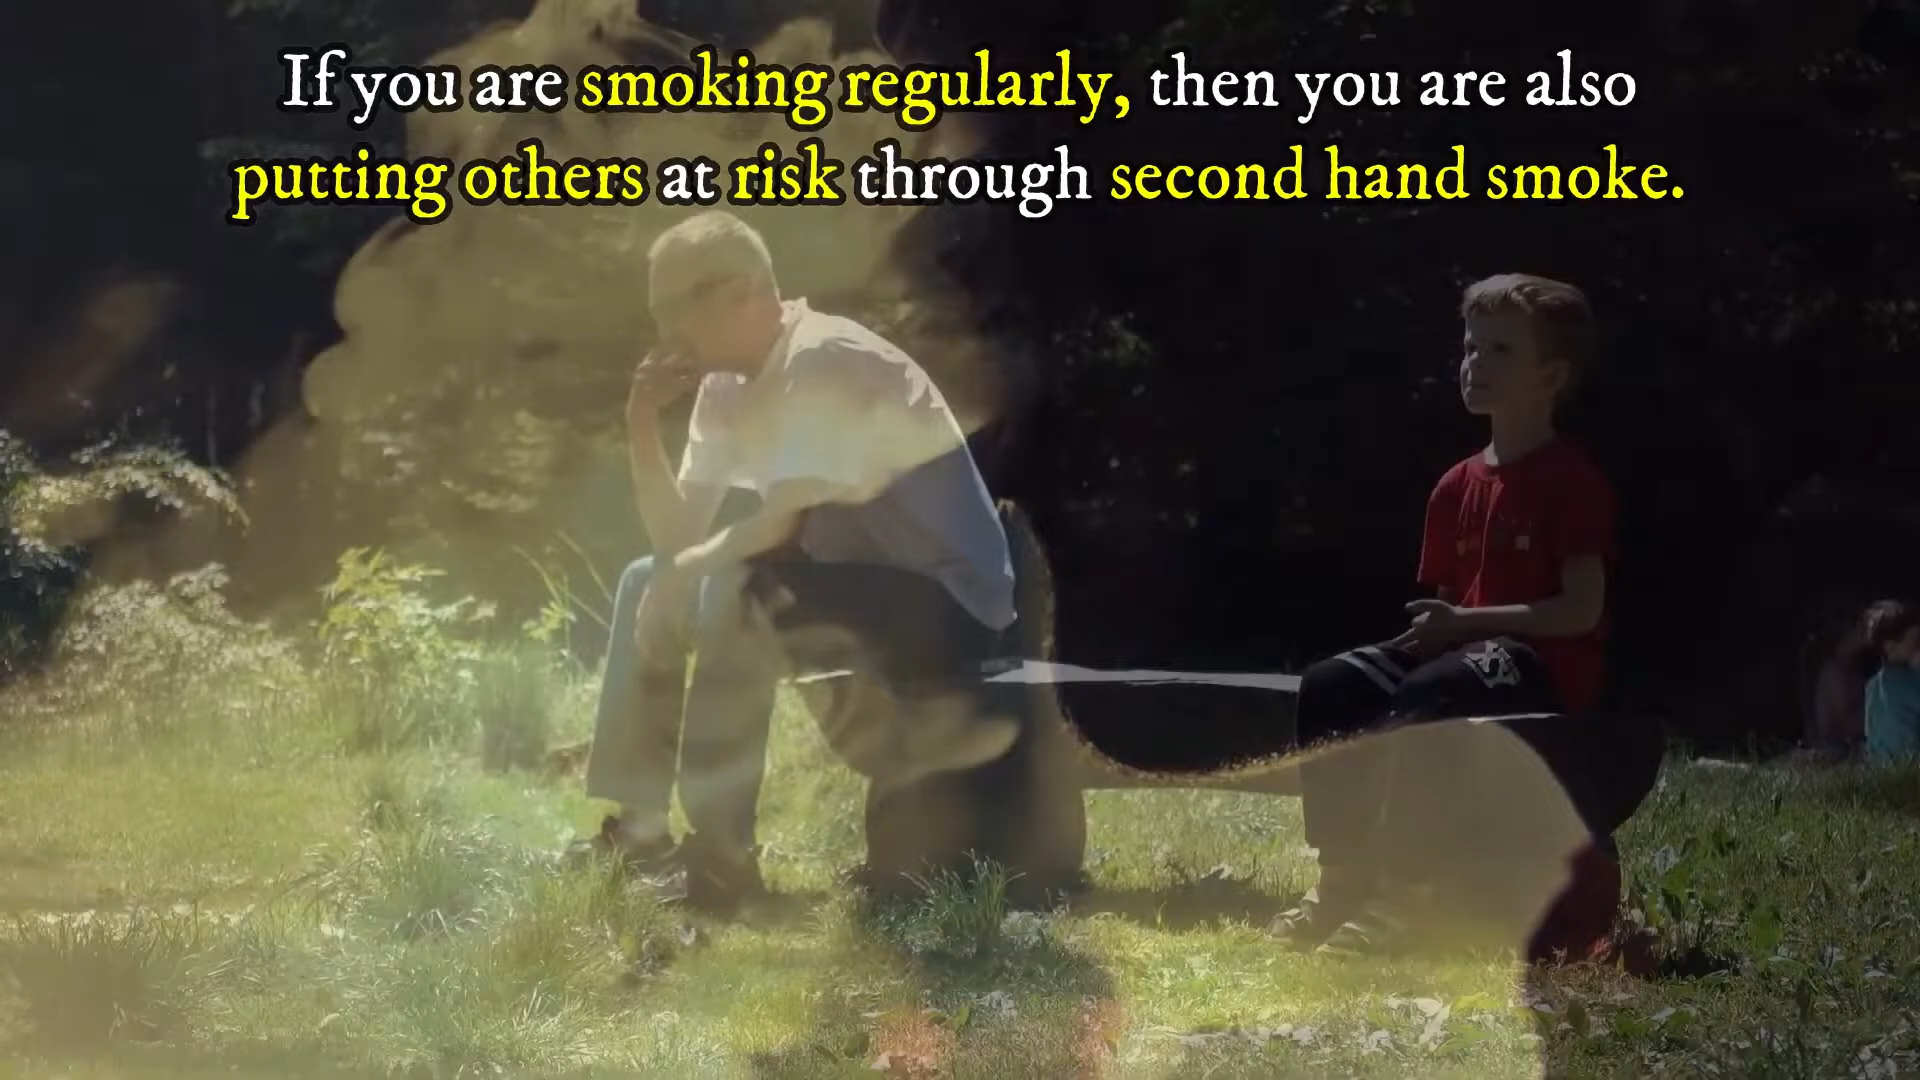 If you are smoking regularly, then you are also
putting others at risk through second hand smoke.